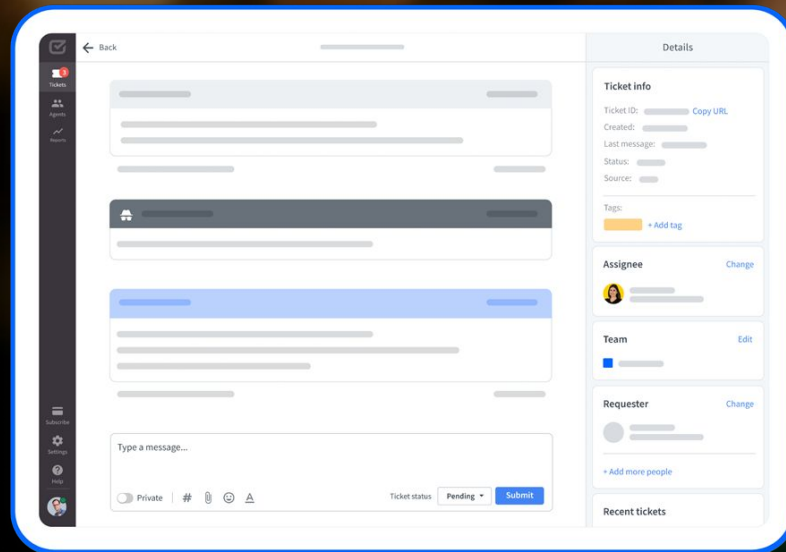 Back
Details
3
Tickets
Agents
Reports
Ticket info
Ticket ID: Copy URL
Created:
Last message:
Status:
Source:
Tags:
+ Add tag
Assignee Change
Team Edit
Requester Change
+ Add more people
Recent tickets
Type a message...
Private # A
Ticket status Pending Submit
Subscribe
Settings
Help